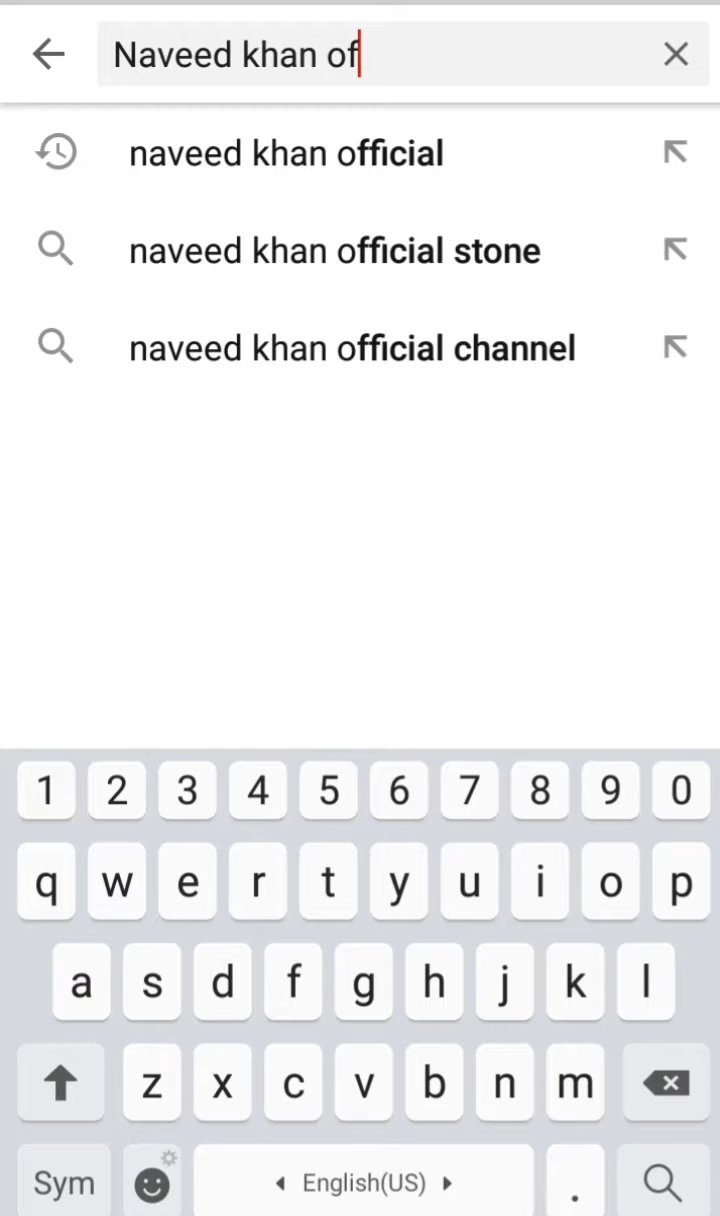 Naveed khan of
naveed khan official
naveed khan official stone
naveed khan official channel
1 2 3 4 5 6 7 8 9 0
q w e r t y u i o p
a s d f g h j k l
z x c v b n m
Sym English(US) .